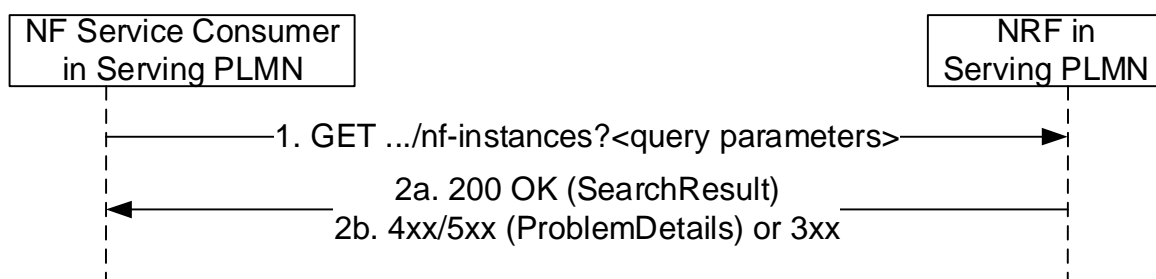 NF Service Consumer
in Serving PLMN
NRF in
Serving PLMN
1. GET .../nf-instances?<query parameters>
2a. 200 OK (SearchResult)
2b. 4xx/5xx (ProblemDetails) or 3xx